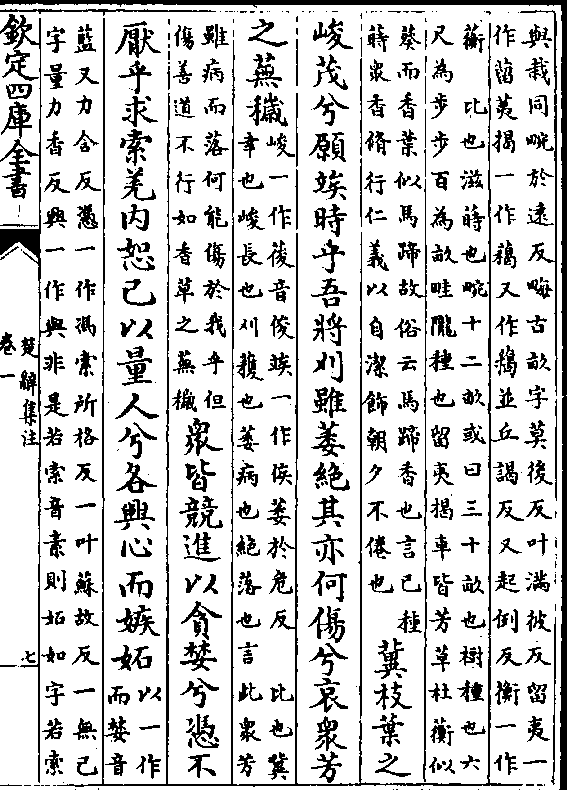 與栽同畹於遠反畮古畝字莫後反叶滿彼反留夷一
作𦽏荑揭一作藒又作䅥並丘謁反又起倒反衡一作
蘅　比也滋蒔也畹十二畝或曰三十畝也樹種也六
尺為步步百為畝畦隴種也留夷揭車皆芳草杜蘅似
葵而香葉似馬蹄故俗云馬蹄香也言已種
蒔衆香脩行仁義以自潔飾朝夕不倦也
冀枝葉之
峻茂兮願竢時乎吾將刈雖萎絕其亦何傷兮哀衆芳
之蕪穢
峻一作葰音俊竢一作俟萎於危反　比也冀
幸也峻長也刈穫也萎病也絕落也言　此衆芳
雖病而落何能傷於我乎但
傷善道不行如香草之蕪穢
衆皆競進以貪婪兮憑不
厭乎求索羌内恕己以量人兮各興心而嫉妬
以一作
而婪音
藍又力含反憑一作馮索所格反一叶蘇故反一無已
字量力香反興一作與非是若索音素則妬如字若索
欽定四庫全書
楚辭集注
卷一
七